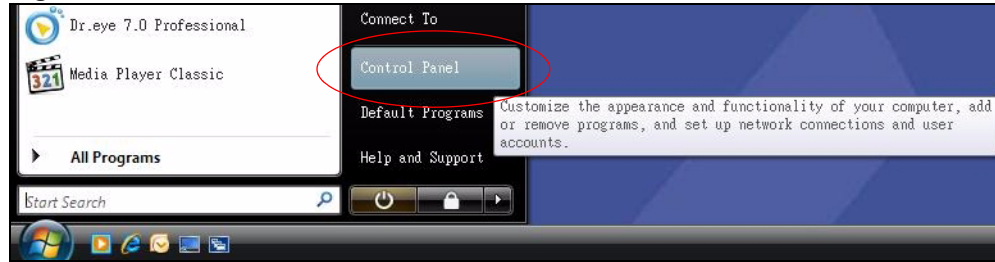 Dr.eye 7.0 Professional
Connect To
321
Media Player Classic
Control Panel
Default Programs
Customize the appearance and functionality of your computer, add
or remove programs, and set up network connections and user
accounts.
All Programs
Help and Support
Start Search